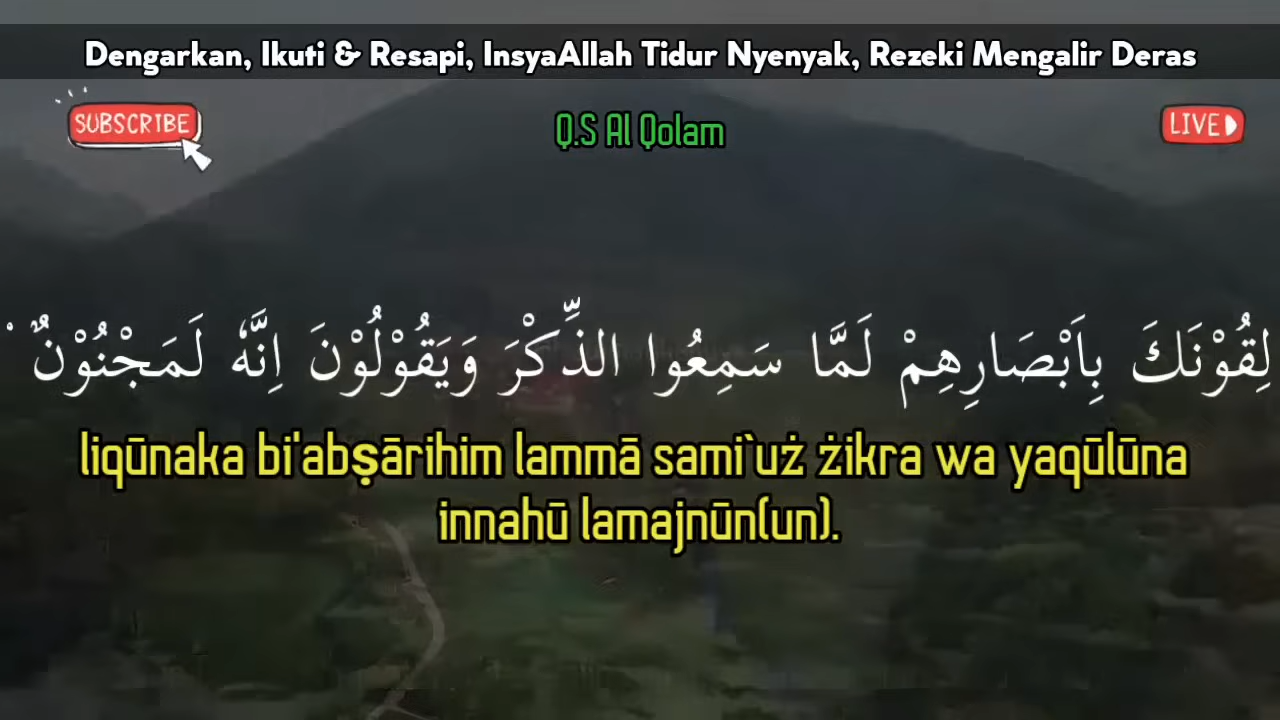 Dengarkan, Ikuti & Resapi, InsyaAllah Tidur Nyenyak, Rezeki Mengalir Deras
SUBSCRIBE
Q.S Al Qolam
LIVE
لِقُوْنَكَ بِاَبْصَارِهِمْ لَمَّا سَمِعُوا الذِّكْرَ وَيَقُوْلُوْنَ اِنَّهٗ لَمَجْنُوْنٌ ۘ
liqūnaka bi'abṣārihim lammā sami`uż żikra wa yaqūlūna
innahū lamajnūn(un).